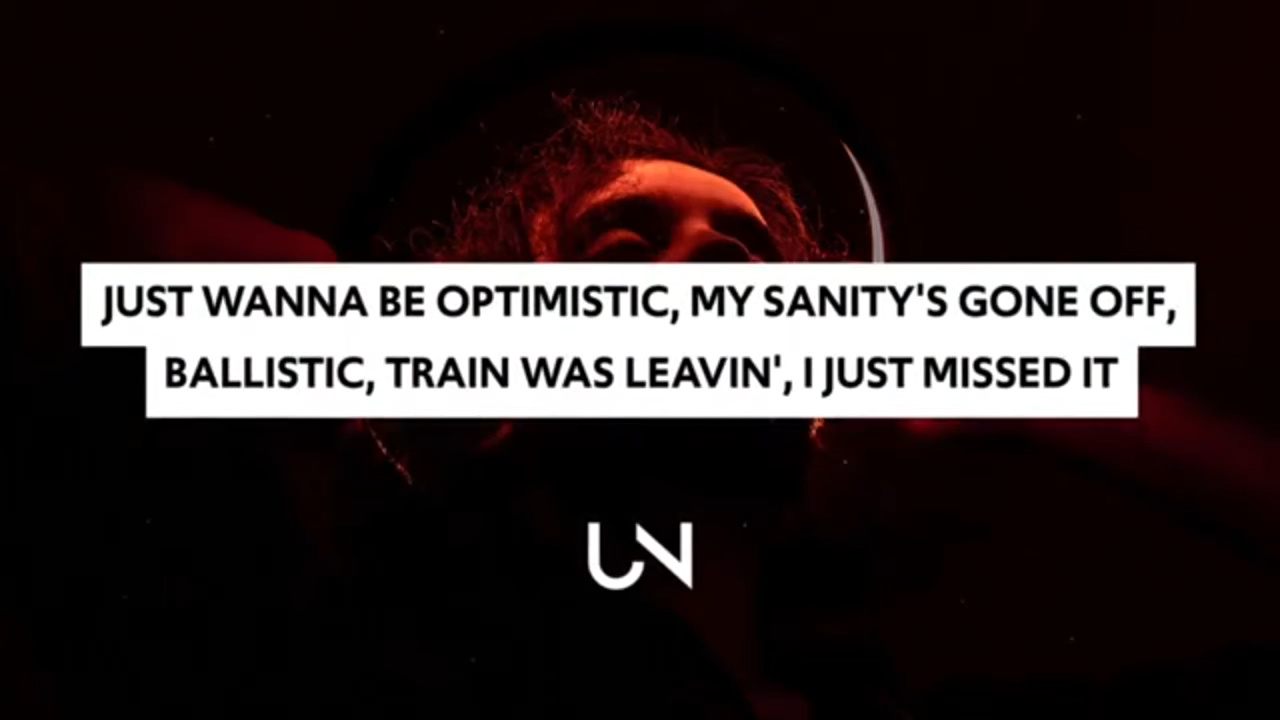 JUST WANNA BE OPTIMISTIC, MY SANITY'S GONE OFF,
BALLISTIC, TRAIN WAS LEAVIN', I JUST MISSED IT
UN